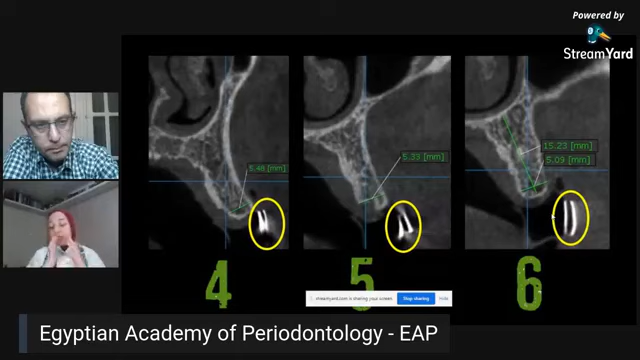 Powered by
StreamYard
5.48 [mm]
5.33 [mm]
15.23 [mm]
5.09 [mm]
4
5
6
streamyard.com is sharing your screen.
Stop sharing
Hide
Egyptian Academy of Periodontology - EAP